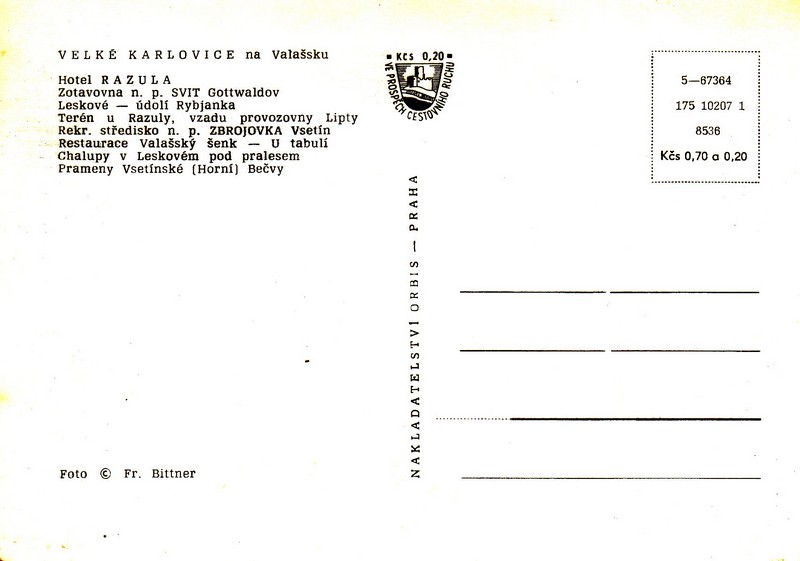 VELKÉ KARLOVICE na Valašsku
Hotel RAZULA
Zotavovna n. p. SVIT Gottwaldov
Leskové — údolí Rybjanka
Terén u Razuly, vzadu provozovny Lipty
Rekr. středisko n. p. ZBROJOVKA Vsetín
Restaurace Valašský šenk — U tabulí
Chalupy v Leskovém pod pralesem
Prameny Vsetínské (Horní) Bečvy
Foto © Fr. Bittner
Kčs 0,20
VE PROSPĚCH CESTOVNÍHO RUCHU
NAKLADATELSTVÍ ORBIS — PRAHA
5—67364
175 10207 1
8536
Kčs 0,70 a 0,20